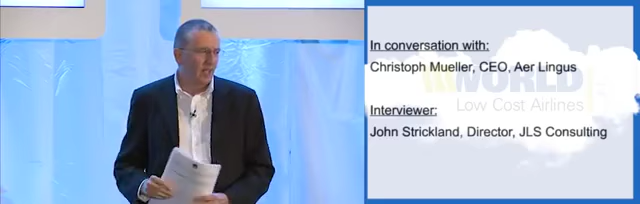 In conversation with:
Christoph Mueller, CEO, Aer Lingus
WORLD
Low Cost Airlines
Interviewer:
John Strickland, Director, JLS Consulting